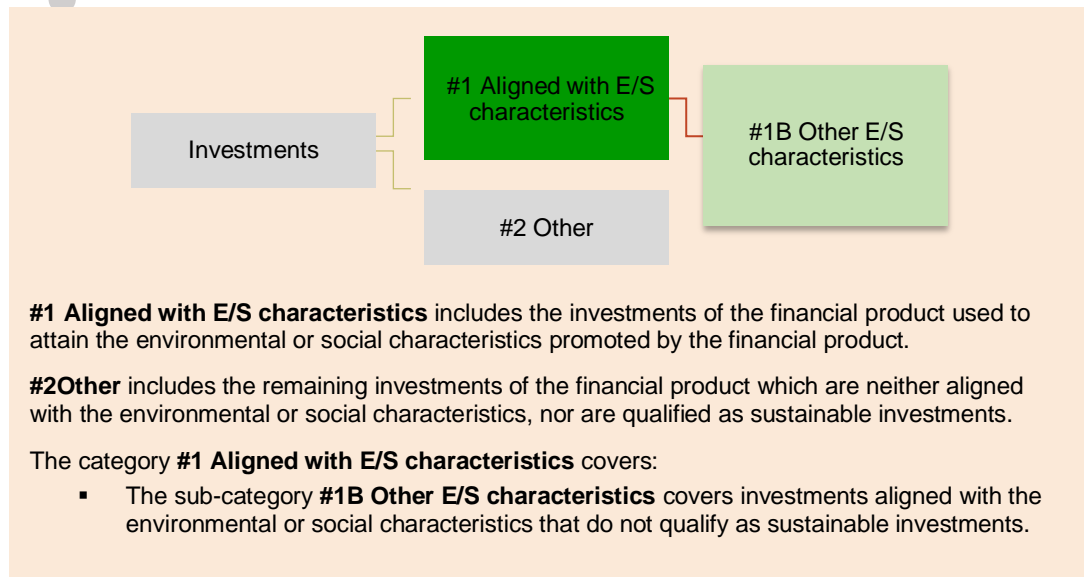 #1 Aligned with E/S
characteristics
Investments
#1B Other E/S
characteristics
#2 Other
#1 Aligned with E/S characteristics includes the investments of the financial product used to
attain the environmental or social characteristics promoted by the financial product.
#2Other includes the remaining investments of the financial product which are neither aligned
with the environmental or social characteristics, nor are qualified as sustainable investments.
The category #1 Aligned with E/S characteristics covers:
▪ The sub-category #1B Other E/S characteristics covers investments aligned with the
environmental or social characteristics that do not qualify as sustainable investments.